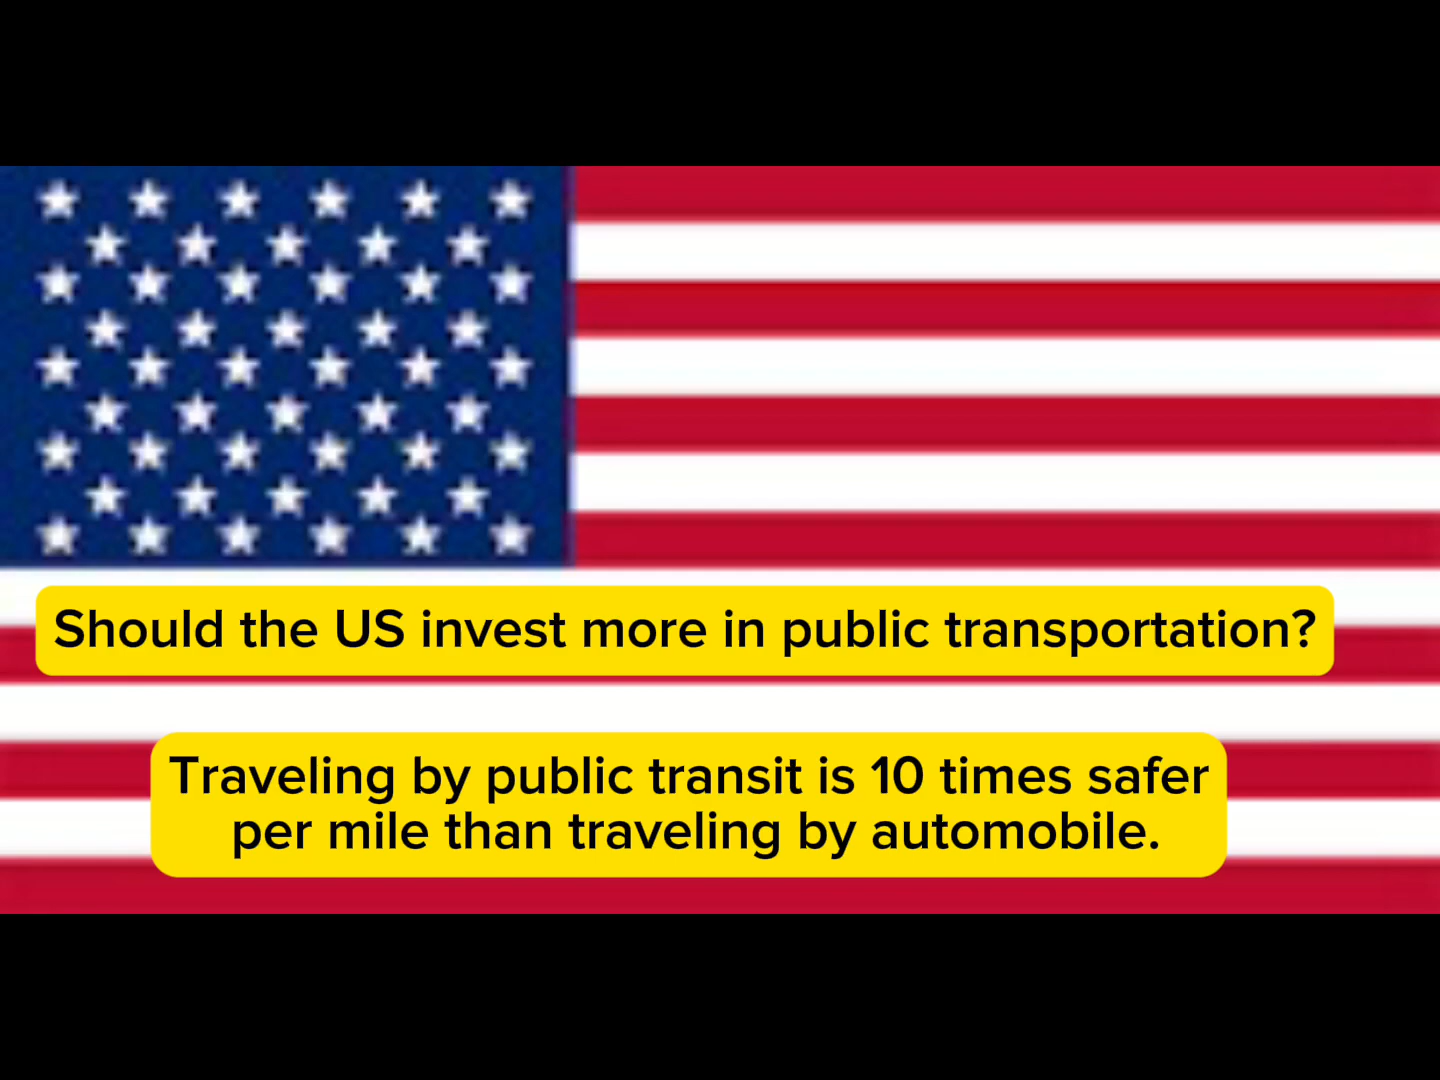 Should the US invest more in public transportation?
Traveling by public transit is 10 times safer
per mile than traveling by automobile.